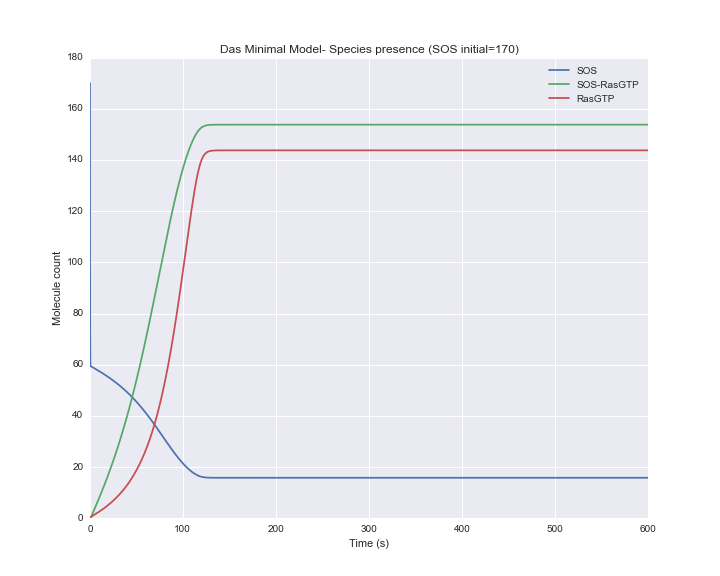 Das Minimal Model- Species presence (SOS initial=170)
SOS
SOS-RasGTP
RasGTP
180
160
140
120
100
80
60
40
20
0
Molecule count
0 100 200 300 400 500 600
Time (s)